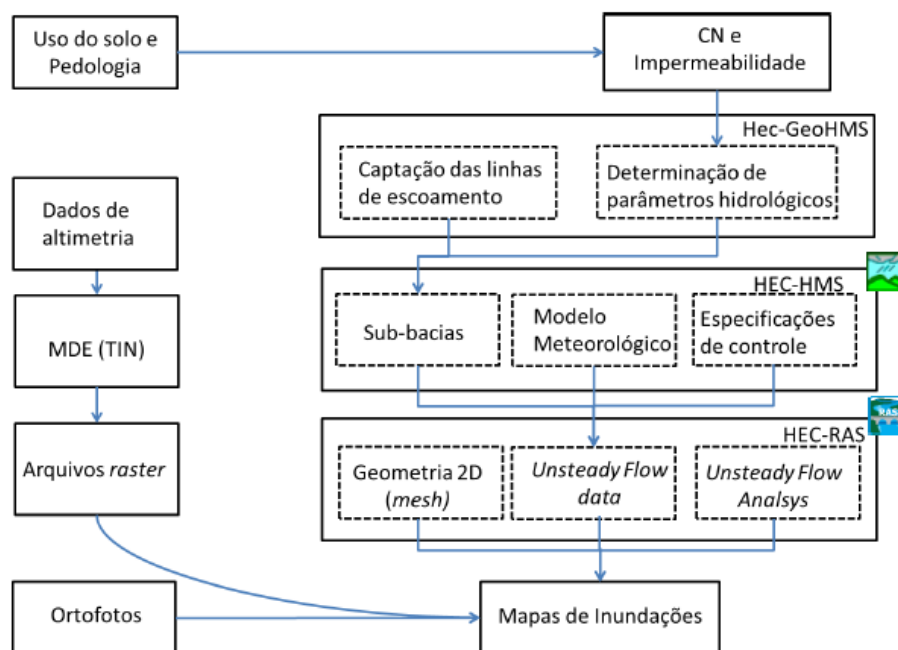 Uso do solo e
Pedologia
CN e
Impermeabilidade
Hec-GeoHMS
Captação das linhas
de escoamento
Determinação de
parâmetros hidrológicos
Dados de
altimetria
HEC-HMS
Sub-bacias
Modelo
Meteorológico
Especificações
de controle
MDE (TIN)
RAS
HEC-RAS
Arquivos raster
Geometria 2D
(mesh)
Unsteady Flow
data
Unsteady Flow
Analsys
Ortofotos
Mapas de Inundações